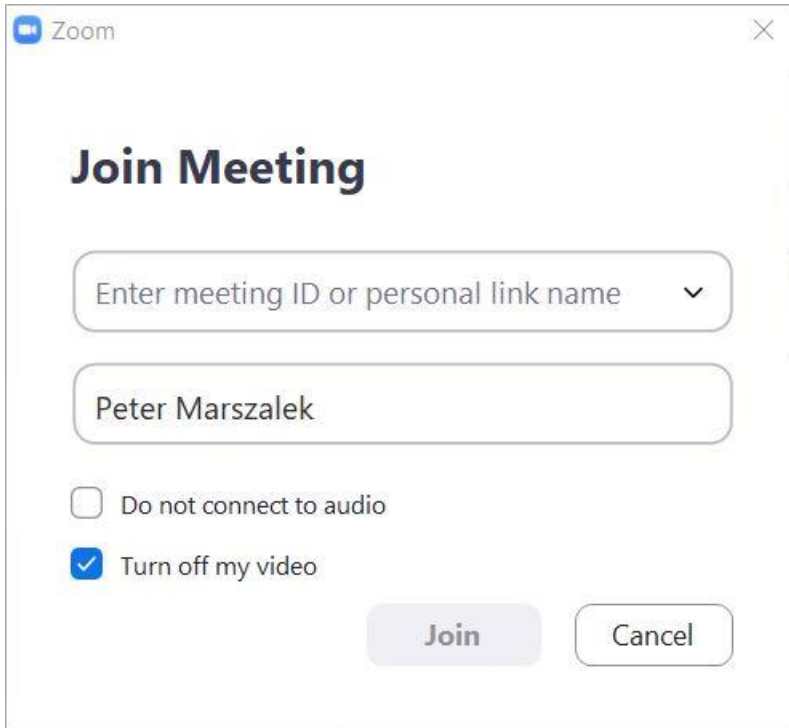 Zoom
Join Meeting
Enter meeting ID or personal link name
Peter Marszalek
Do not connect to audio
Turn off my video
Join Cancel